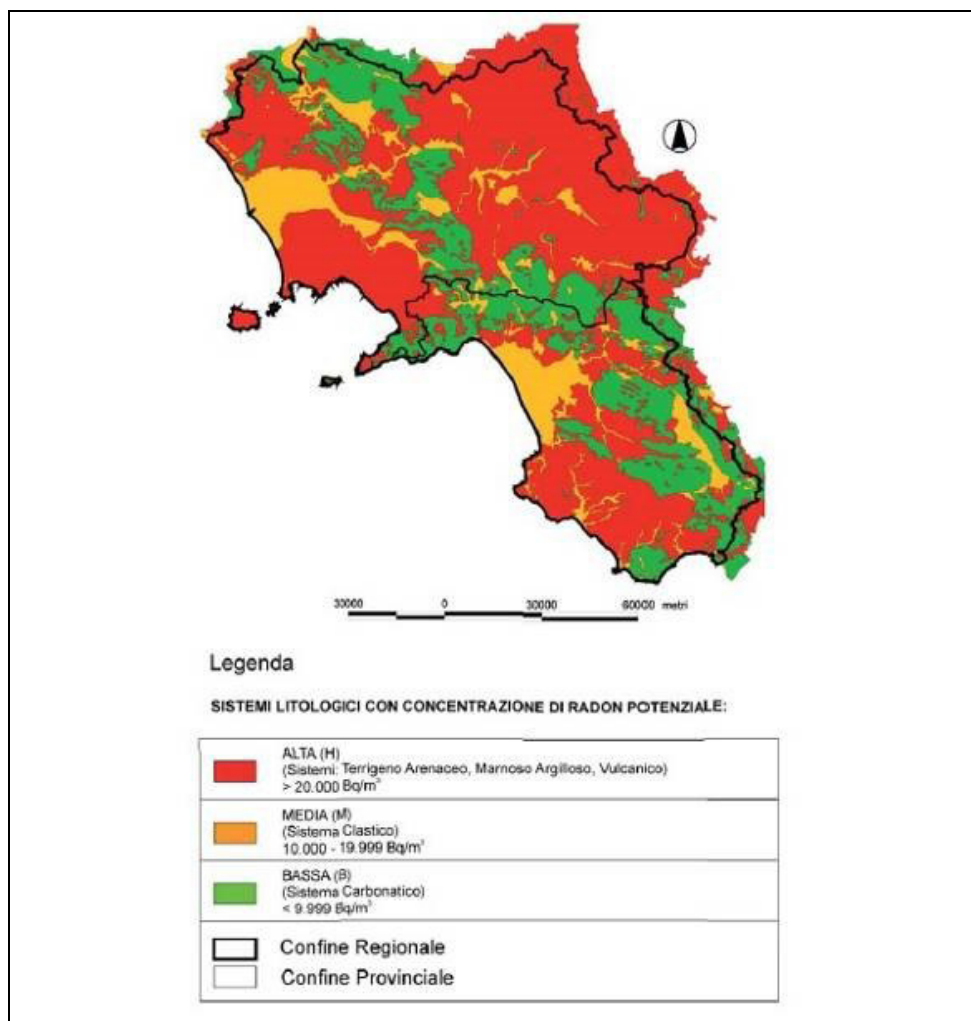 30000 0 30000 60000 metri
Legenda
SISTEMI LITOLOGICI CON CONCENTRAZIONE DI RADON POTENZIALE:
ALTA (H)
(Sistemi: Terrigeno Arenaceo, Marnoso Argilloso, Vulcanico)
> 20.000 Bq/m³
MEDIA (M)
(Sistema Clastico)
10.000 - 19.999 Bq/m³
BASSA (B)
(Sistema Carbonatico)
< 9.999 Bq/m³
Confine Regionale
Confine Provinciale